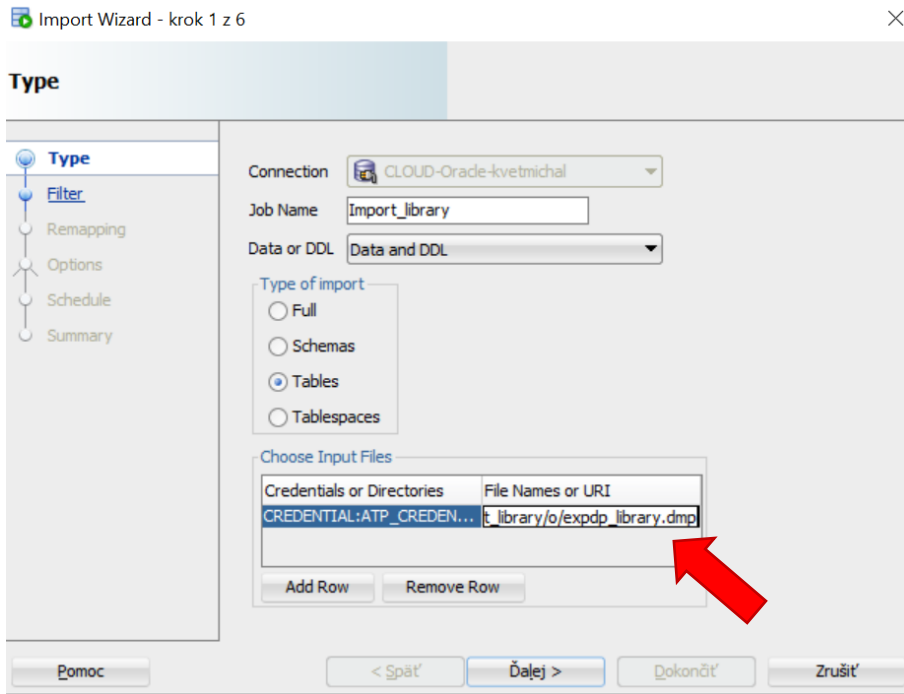 Import Wizard - krok 1 z 6
Type
Type
Filter
Remapping
Options
Schedule
Summary
Connection CLOUD-Oracle-kvetmichal
Job Name Import_library
Data or DDL Data and DDL
Type of import
Full
Schemas
Tables
Tablespaces
Choose Input Files
Credentials or Directories File Names or URI
CREDENTIAL:ATP_CREDEN... t_library/o/expdp_library.dmp
Add Row Remove Row
Pomoc < Späť Ďalej > Dokončiť Zrušiť